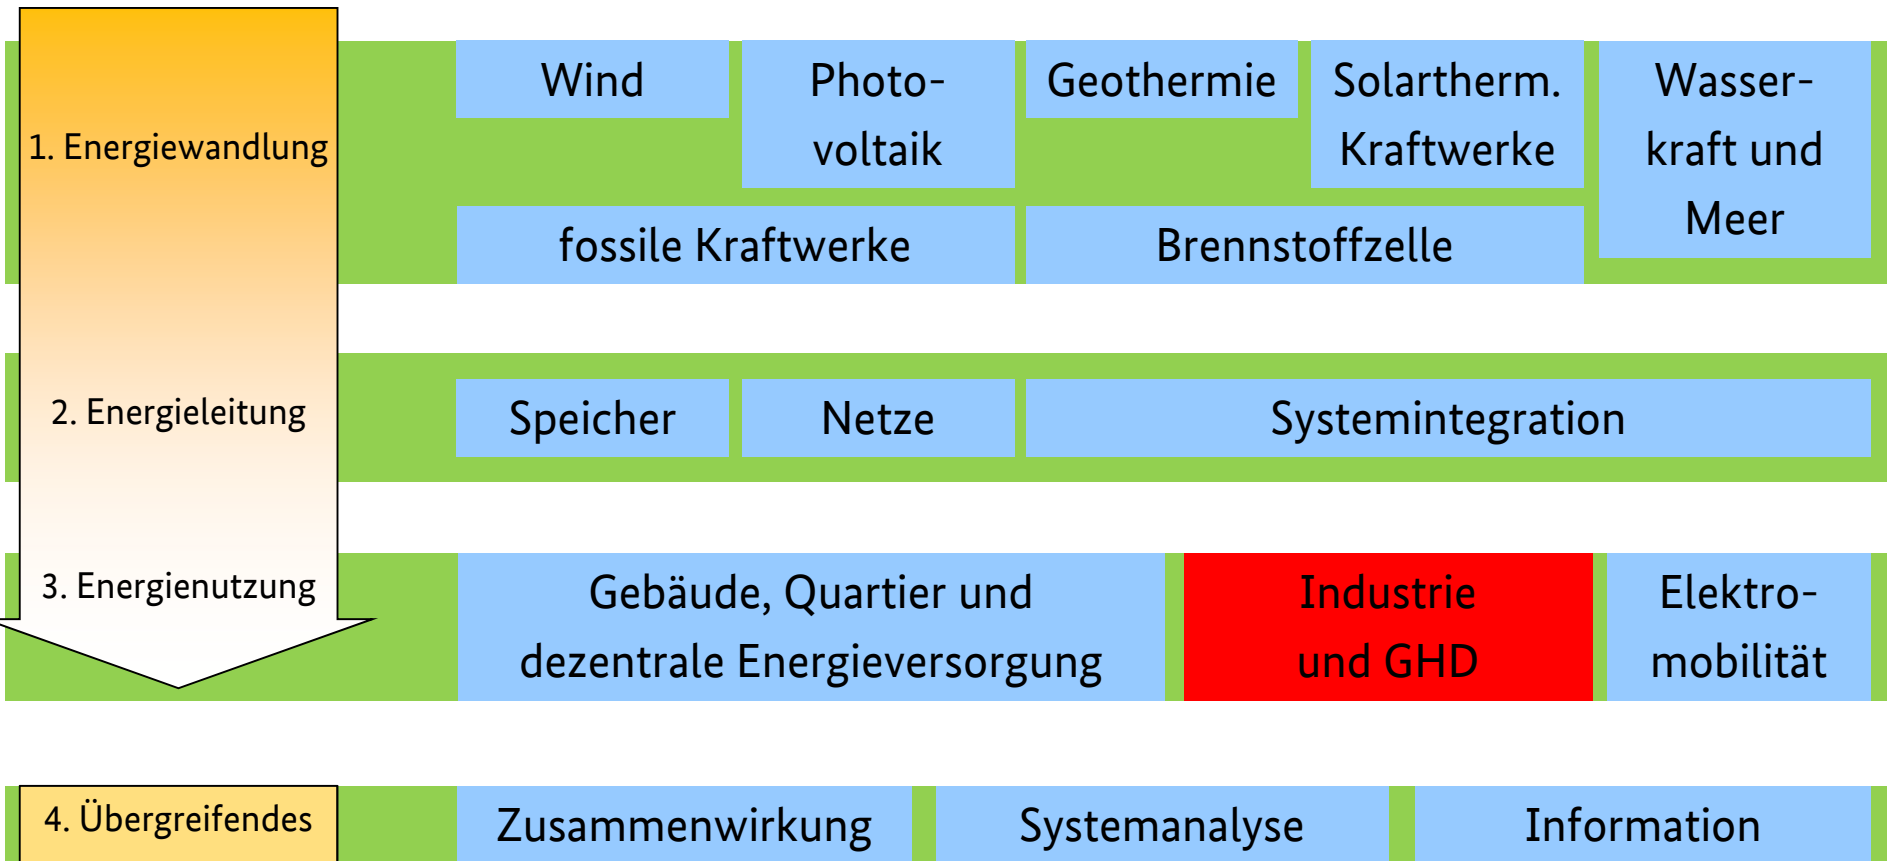 1. Energiewandlung
Wind
Photo-
voltaik
Geothermie
Solartherm.
Kraftwerke
Wasser-
kraft und
Meer
fossile Kraftwerke
Brennstoffzelle
2. Energieleitung
Speicher
Netze
Systemintegration
3. Energienutzung
Gebäude, Quartier und
dezentrale Energieversorgung
Industrie
und GHD
Elektro-
mobilität
4. Übergreifendes
Zusammenwirkung
Systemanalyse
Information